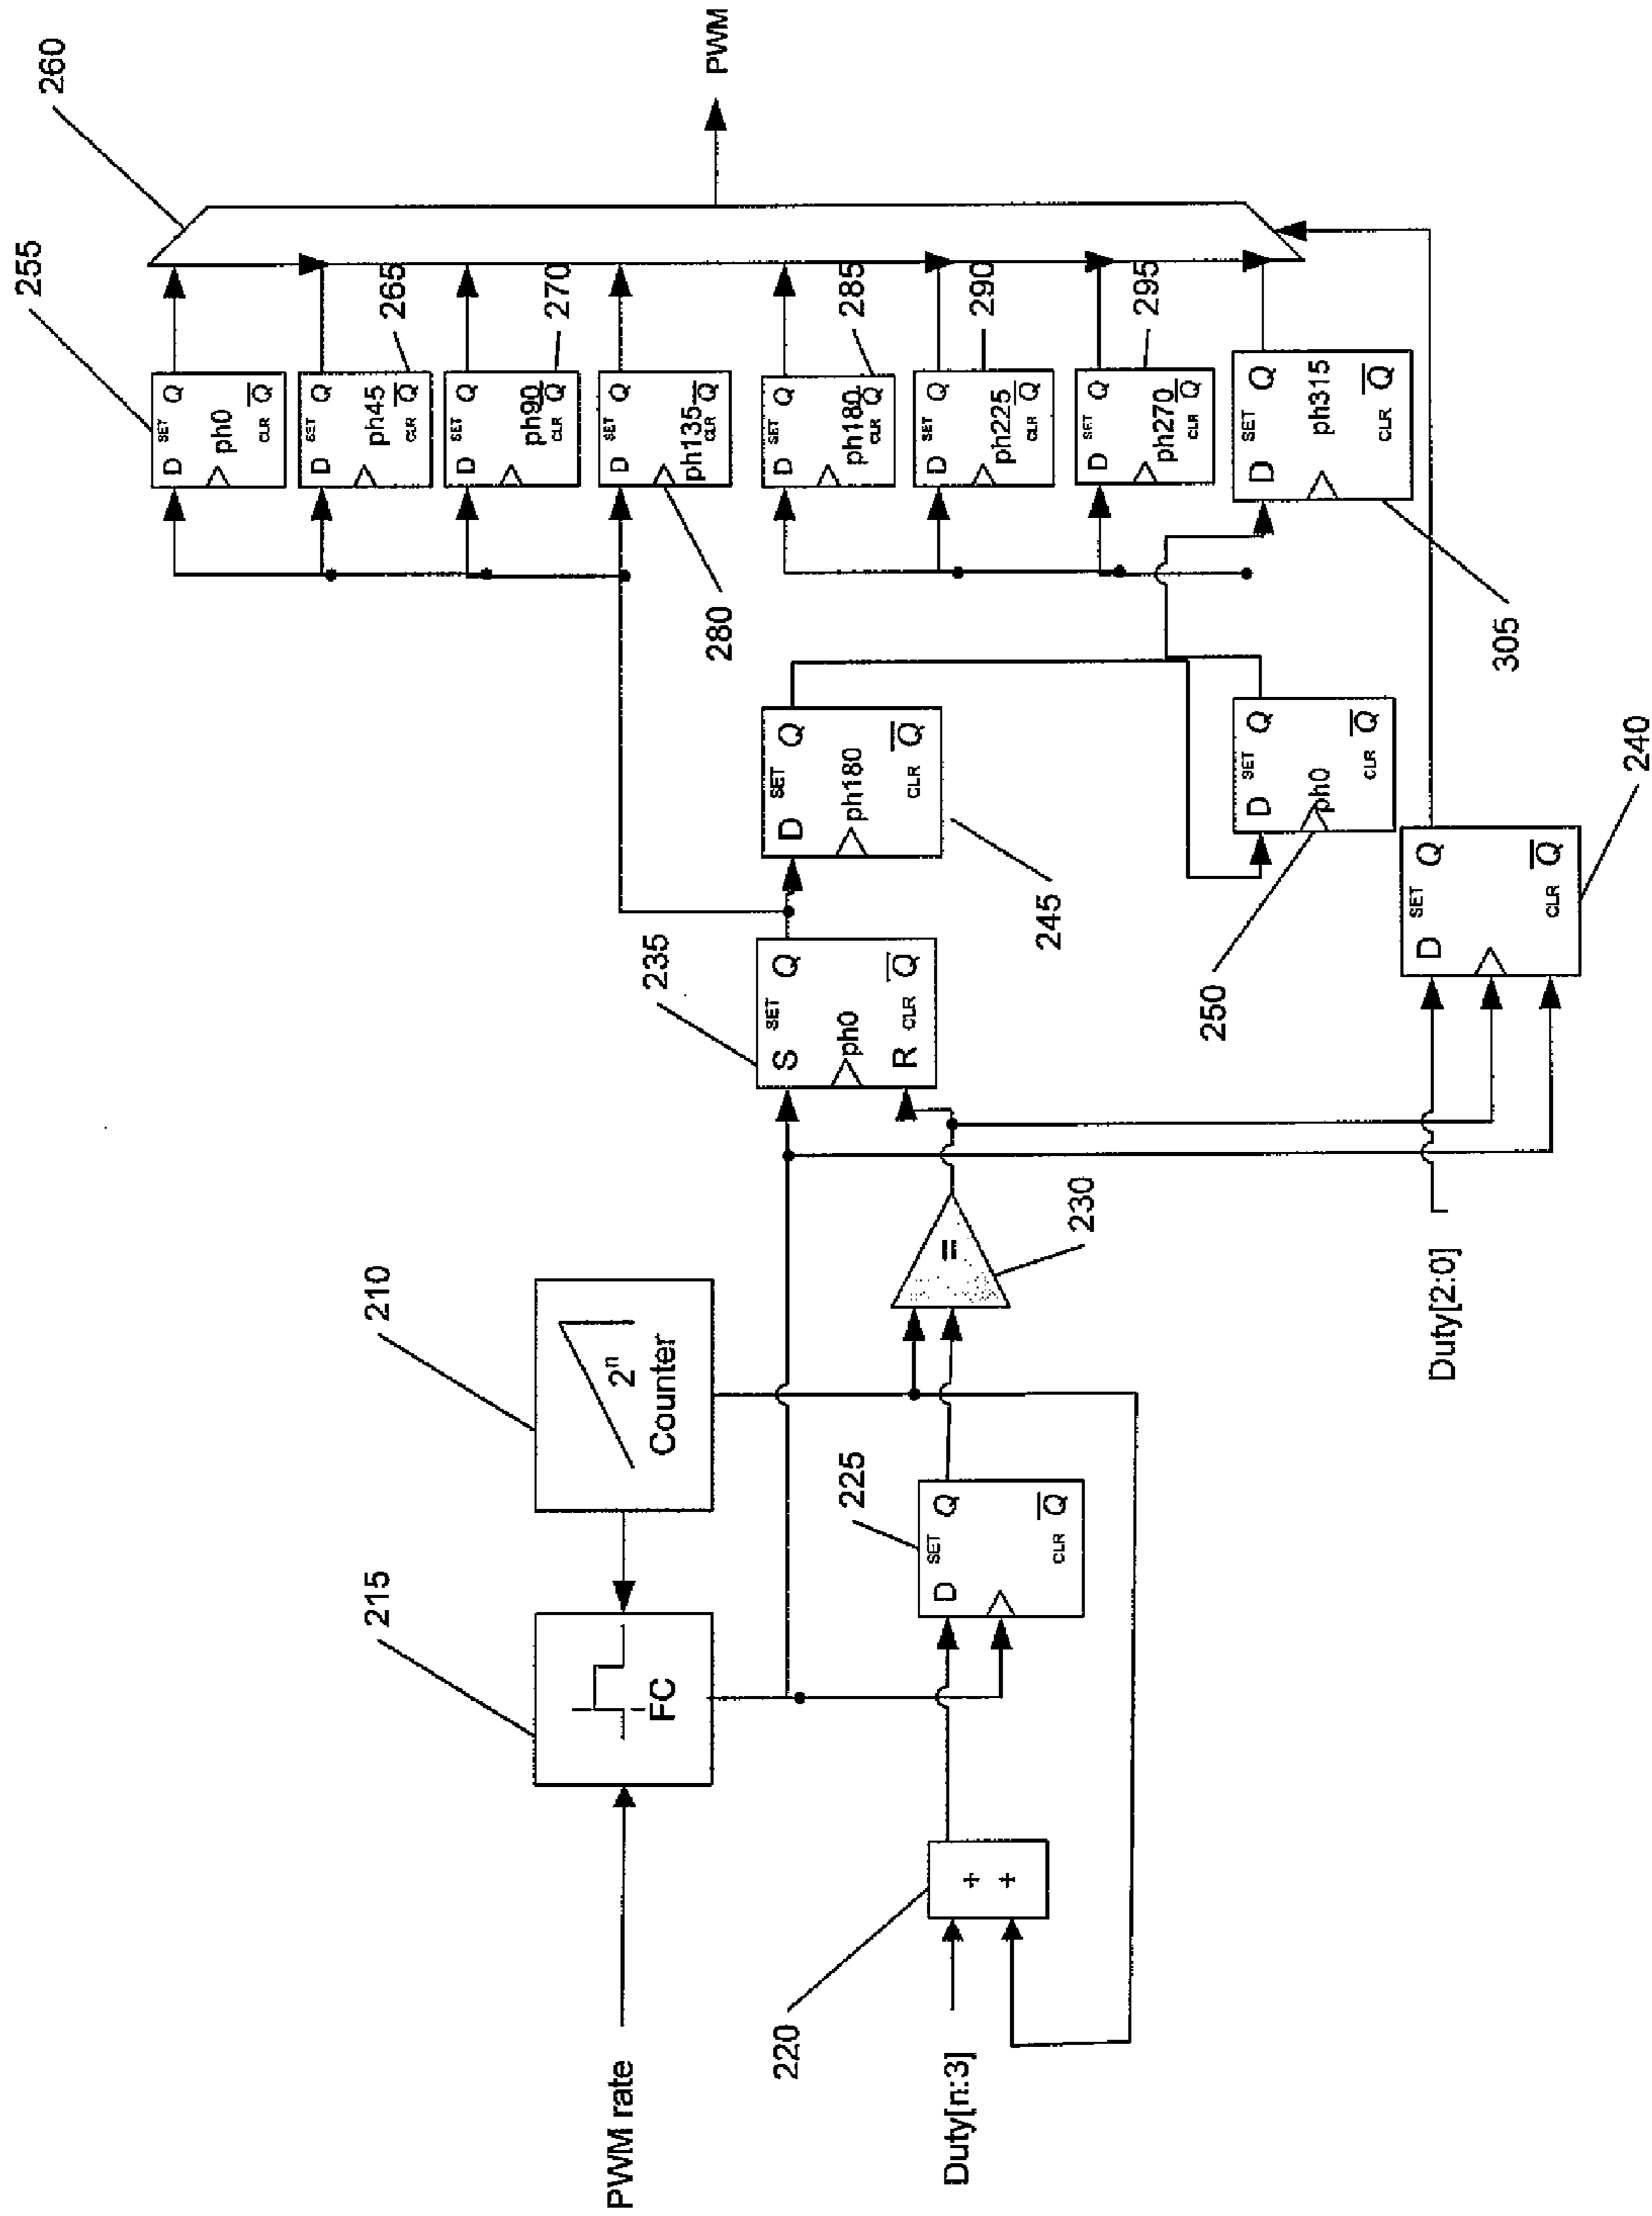 260
255
D SET Q
ph0
CLR Q
D SET Q
ph45
CLR Q
265
D SET Q
ph90
CLR Q
270
D SET Q
ph135
CLR Q
280
D SET Q
ph180
CLR Q
285
D SET Q
ph225
CLR Q
290
D SET Q
ph270
CLR Q
295
D SET Q
ph315
CLR Q
305
PWM
PWM rate
215
FC
210
2ⁿ
Counter
235
S SET Q
ph0
R CLR Q
D SET Q
ph180
CLR Q
245
D SET Q
ph0
CLR Q
250
Duty[n:3]
220
+
+
225
D SET Q
CLR Q
=
230
Duty[2:0]
D SET Q
CLR Q
240